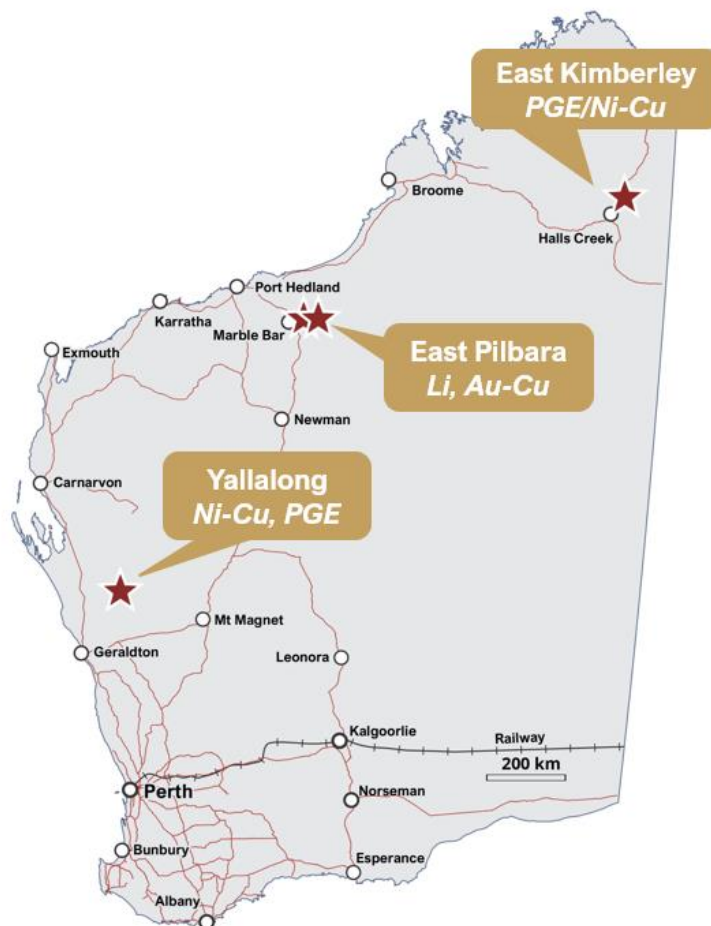 East Kimberley
PGE/Ni-Cu
Broome
Halls Creek
Port Hedland
Karratha
Marble Bar
Exmouth
East Pilbara
Li, Au-Cu
Newman
Yallalong
Ni-Cu, PGE
Carnarvon
Mt Magnet
Geraldton
Leonora
Kalgoorlie
Railway
200 km
Perth
Norseman
Bunbury
Esperance
Albany